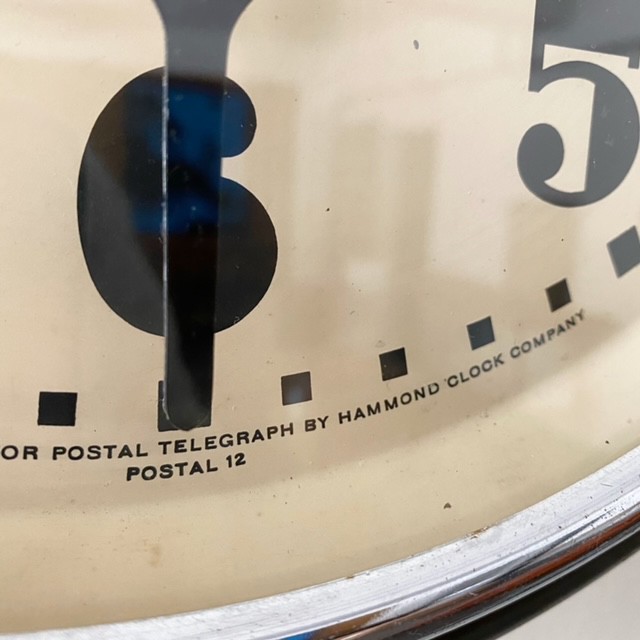 6
5
OR POSTAL TELEGRAPH BY HAMMOND CLOCK COMPANY
POSTAL 12